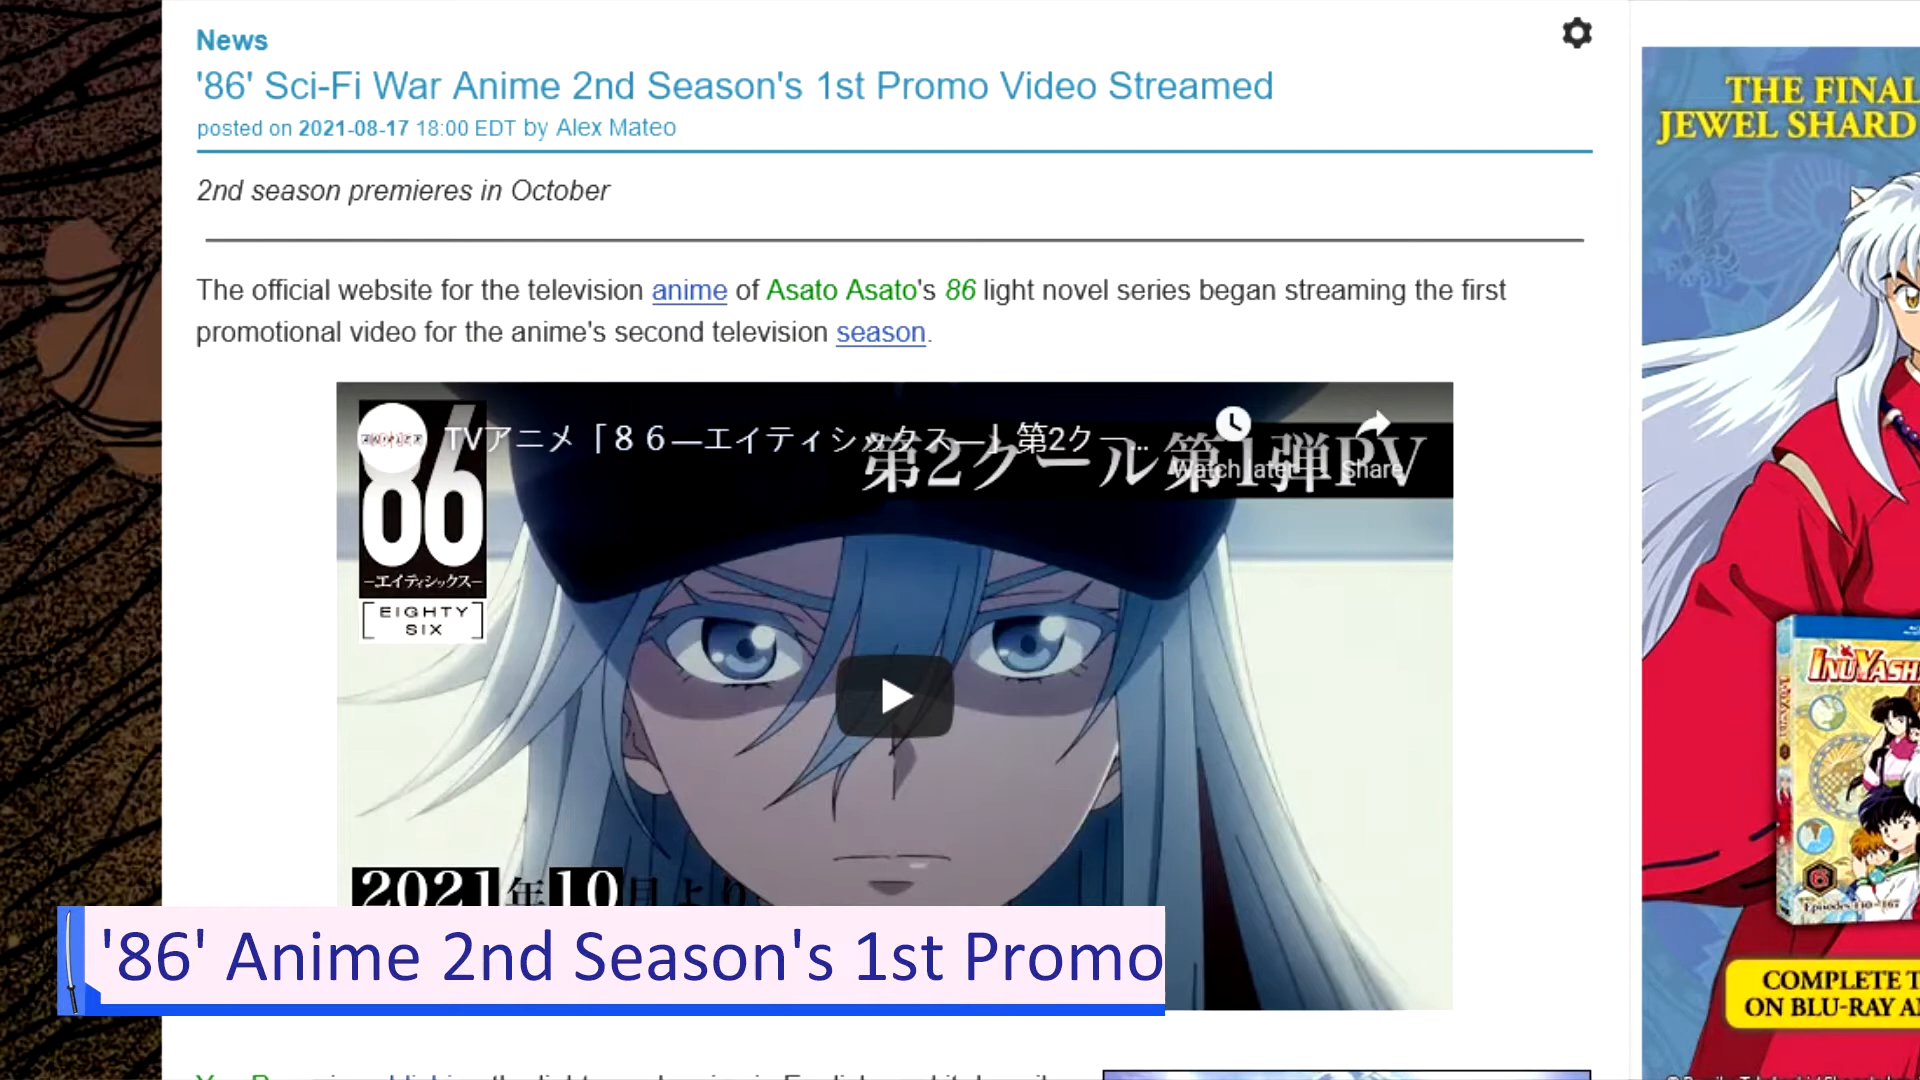 News
'86' Sci-Fi War Anime 2nd Season's 1st Promo Video Streamed
posted on 2021-08-17 18:00 EDT by Alex Mateo
2nd season premieres in October
The official website for the television anime of Asato Asato's 86 light novel series began streaming the first
promotional video for the anime's second television season.
TVアニメ「８６―エイティシックス―」第2ク…
Watch later
Share
第2クール第1弾PV
86
―エイティシックス―
EIGHTY
SIX
2021年10月より
'86' Anime 2nd Season's 1st Promo
THE FINAL
JEWEL SHARD
INUYASH
6
COMPLETE T
ON BLU-RAY A